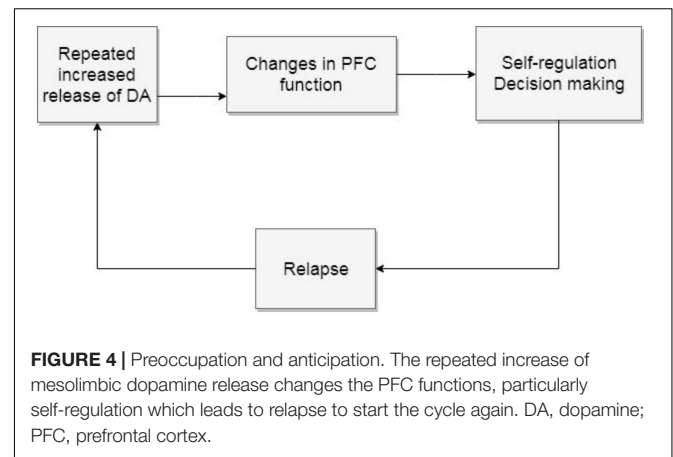 Repeated
increased
release of DA
Changes in PFC
function
Self-regulation
Decision making
Relapse
FIGURE 4 | Preoccupation and anticipation. The repeated increase of
mesolimbic dopamine release changes the PFC functions, particularly
self-regulation which leads to relapse to start the cycle again. DA, dopamine;
PFC, prefrontal cortex.